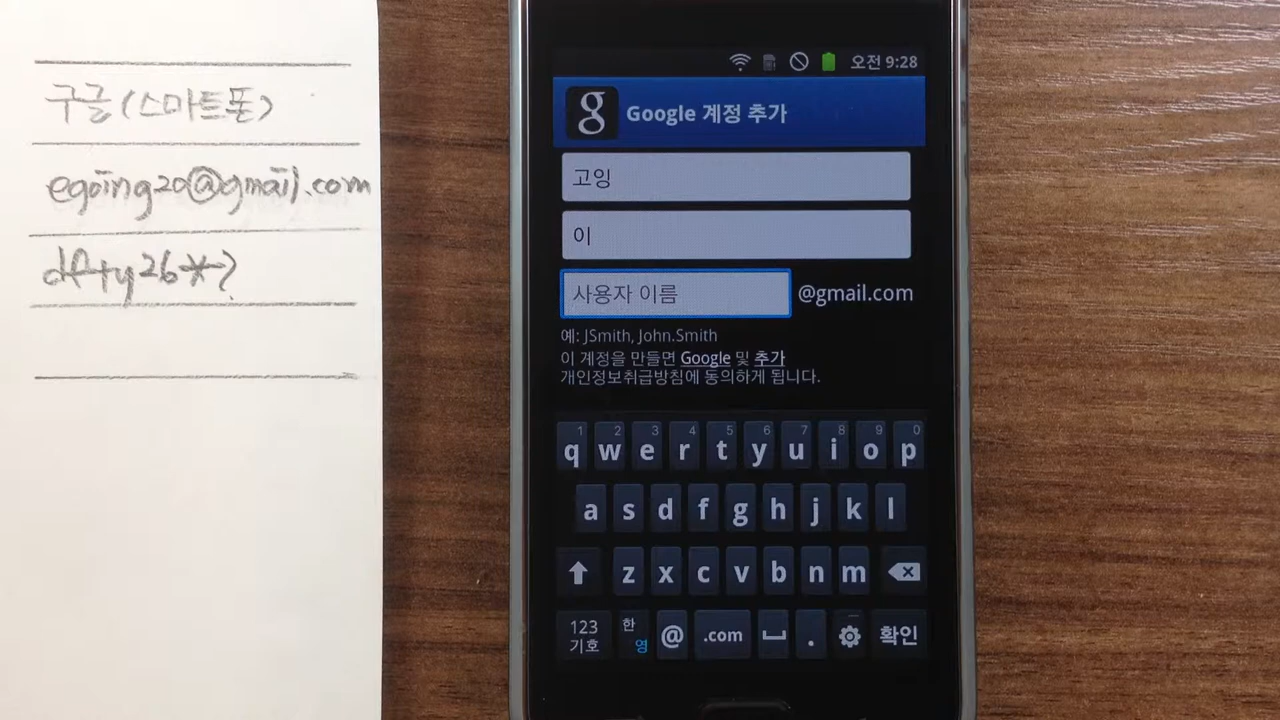 구글(스마트폰)
egoing20@gmail.com
dfty26*?
오전 9:28
g Google 계정 추가
고잉
이
사용자 이름 @gmail.com
예: JSmith, John.Smith
이 계정을 만들면 Google 및 추가
개인정보취급방침에 동의하게 됩니다.
1 2 3 4 5 6 7 8 9 0
q w e r t y u i o p
a s d f g h j k l
z x c v b n m
123 기호 한 영 @ .com . 확인